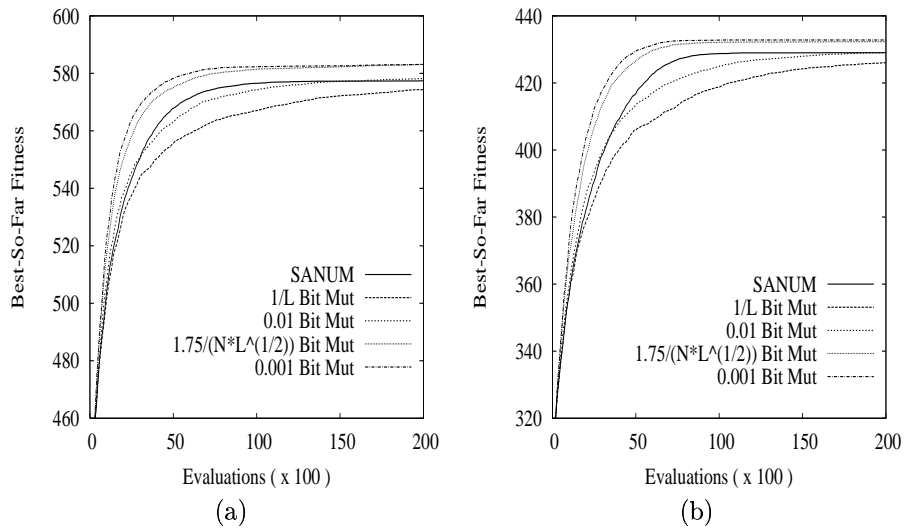 600
580
560
540
520
500
480
460
Best-So-Far Fitness
0 50 100 150 200
Evaluations ( x 100 )
SANUM
1/L Bit Mut
0.01 Bit Mut
1.75/(N*L^(1/2)) Bit Mut
0.001 Bit Mut
(a)
440
420
400
380
360
340
320
Best-So-Far Fitness
0 50 100 150 200
Evaluations ( x 100 )
SANUM
1/L Bit Mut
0.01 Bit Mut
1.75/(N*L^(1/2)) Bit Mut
0.001 Bit Mut
(b)